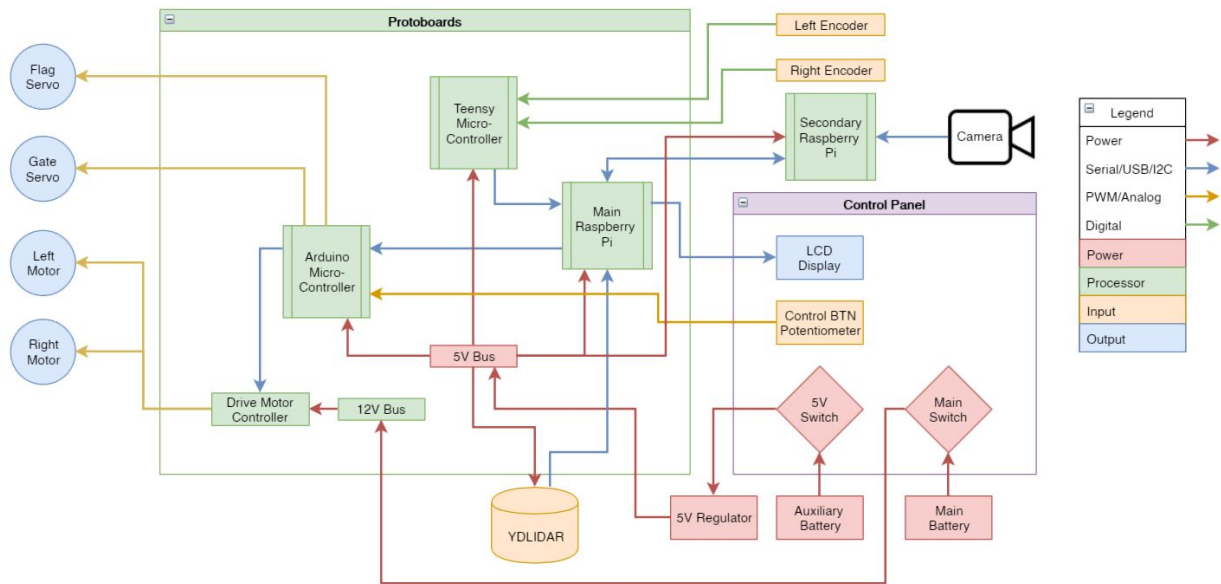 Protoboards
Left Encoder
Right Encoder
Flag
Servo
Teensy
Micro-
Controller
Secondary
Raspberry
Pi
Camera
Legend
Power
Serial/USB/I2C
PWM/Analog
Digital
Power
Processor
Input
Output
Gate
Servo
Main
Raspberry
Pi
Control Panel
Left
Motor
Arduino
Micro-
Controller
LCD
Display
Control BTN
Potentiometer
Right
Motor
5V Bus
Drive Motor
Controller
12V Bus
5V
Switch
Main
Switch
YDLIDAR
5V Regulator
Auxiliary
Battery
Main
Battery